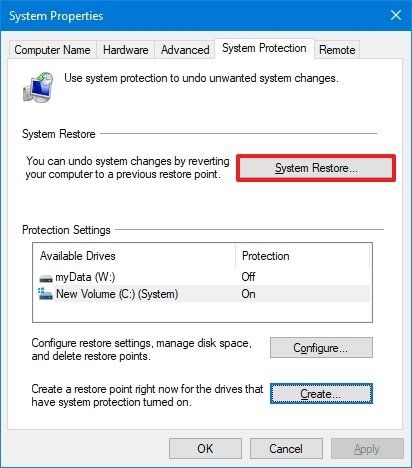 System Properties
Computer Name Hardware Advanced System Protection Remote
Use system protection to undo unwanted system changes.
System Restore
You can undo system changes by reverting
your computer to a previous restore point.
System Restore...
Protection Settings
Available Drives Protection
myData (W:) Off
New Volume (C:) (System) On
Configure restore settings, manage disk space,
and delete restore points.
Configure...
Create a restore point right now for the drives that
have system protection turned on.
Create...
OK Cancel Apply